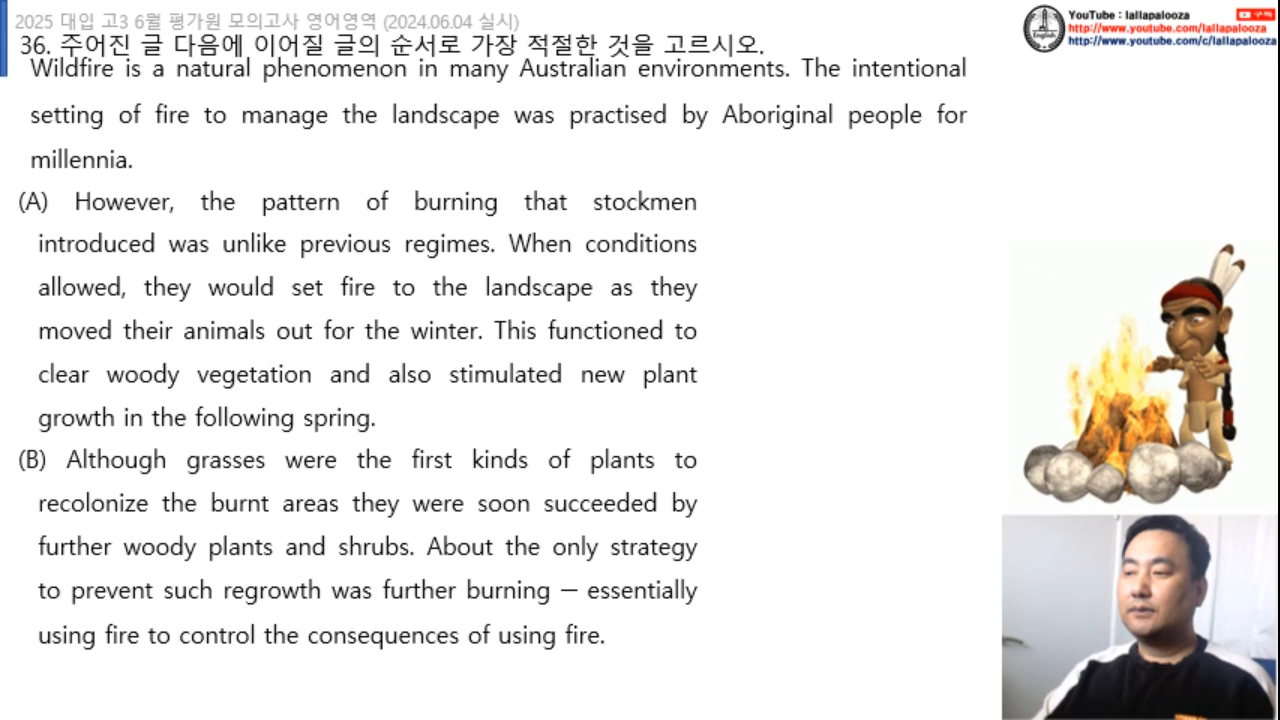 2025 대입 고3 6월 평가원 모의고사 영어영역 (2024.06.04 실시)
36. 주어진 글 다음에 이어질 글의 순서로 가장 적절한 것을 고르시오.
YouTube : lallapalooza
http://www.youtube.com/lallapalooza
http://www.youtube.com/c/lallapalooza
Wildfire is a natural phenomenon in many Australian environments. The intentional
setting of fire to manage the landscape was practised by Aboriginal people for
millennia.
(A) However, the pattern of burning that stockmen
introduced was unlike previous regimes. When conditions
allowed, they would set fire to the landscape as they
moved their animals out for the winter. This functioned to
clear woody vegetation and also stimulated new plant
growth in the following spring.
(B) Although grasses were the first kinds of plants to
recolonize the burnt areas they were soon succeeded by
further woody plants and shrubs. About the only strategy
to prevent such regrowth was further burning ─ essentially
using fire to control the consequences of using fire.